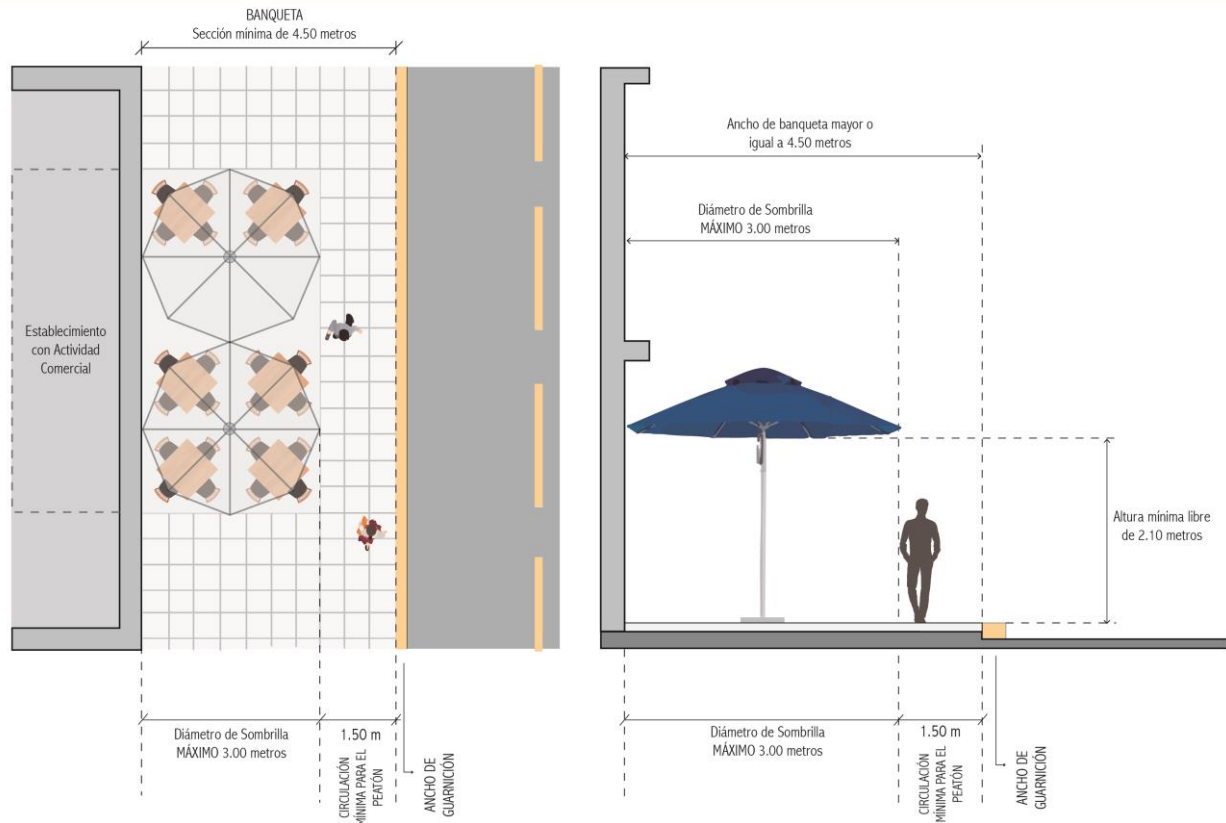 BANQUETA
Sección mínima de 4.50 metros
Establecimiento
con Actividad
Comercial
Diámetro de Sombrilla
MÁXIMO 3.00 metros
1.50 m
CIRCULACIÓN
MÍNIMA PARA EL
PEATÓN
ANCHO DE
GUARNICIÓN
Ancho de banqueta mayor o
igual a 4.50 metros
Diámetro de Sombrilla
MÁXIMO 3.00 metros
Altura mínima libre
de 2.10 metros
Diámetro de Sombrilla
MÁXIMO 3.00 metros
1.50 m
CIRCULACIÓN
MÍNIMA PARA EL
PEATÓN
ANCHO DE
GUARNICIÓN